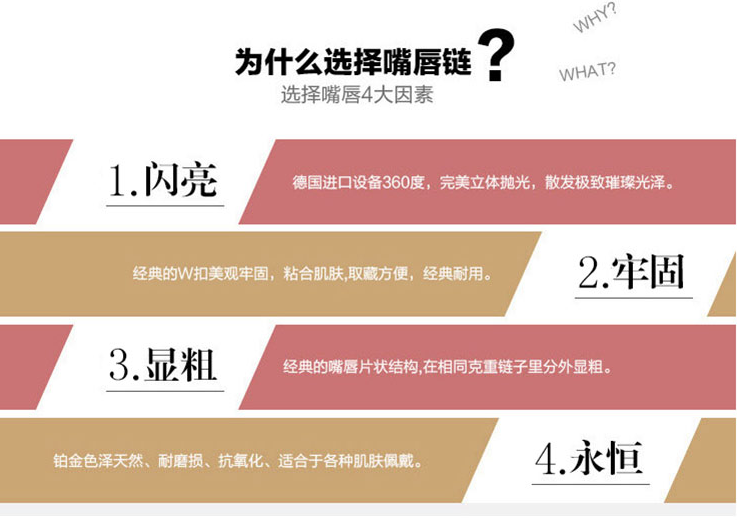 WHY?
为什么选择嘴唇链?
WHAT?
选择嘴唇4大因素
1.闪亮
德国进口设备360度，完美立体抛光，散发极致璀璨光泽。
经典的W扣美观牢固，粘合肌肤,取藏方便，经典耐用。
2.牢固
3.显粗
经典的嘴唇片状结构,在相同克重链子里分外显粗。
铂金色泽天然、耐磨损、抗氧化、适合于各种肌肤佩戴。
4.永恒